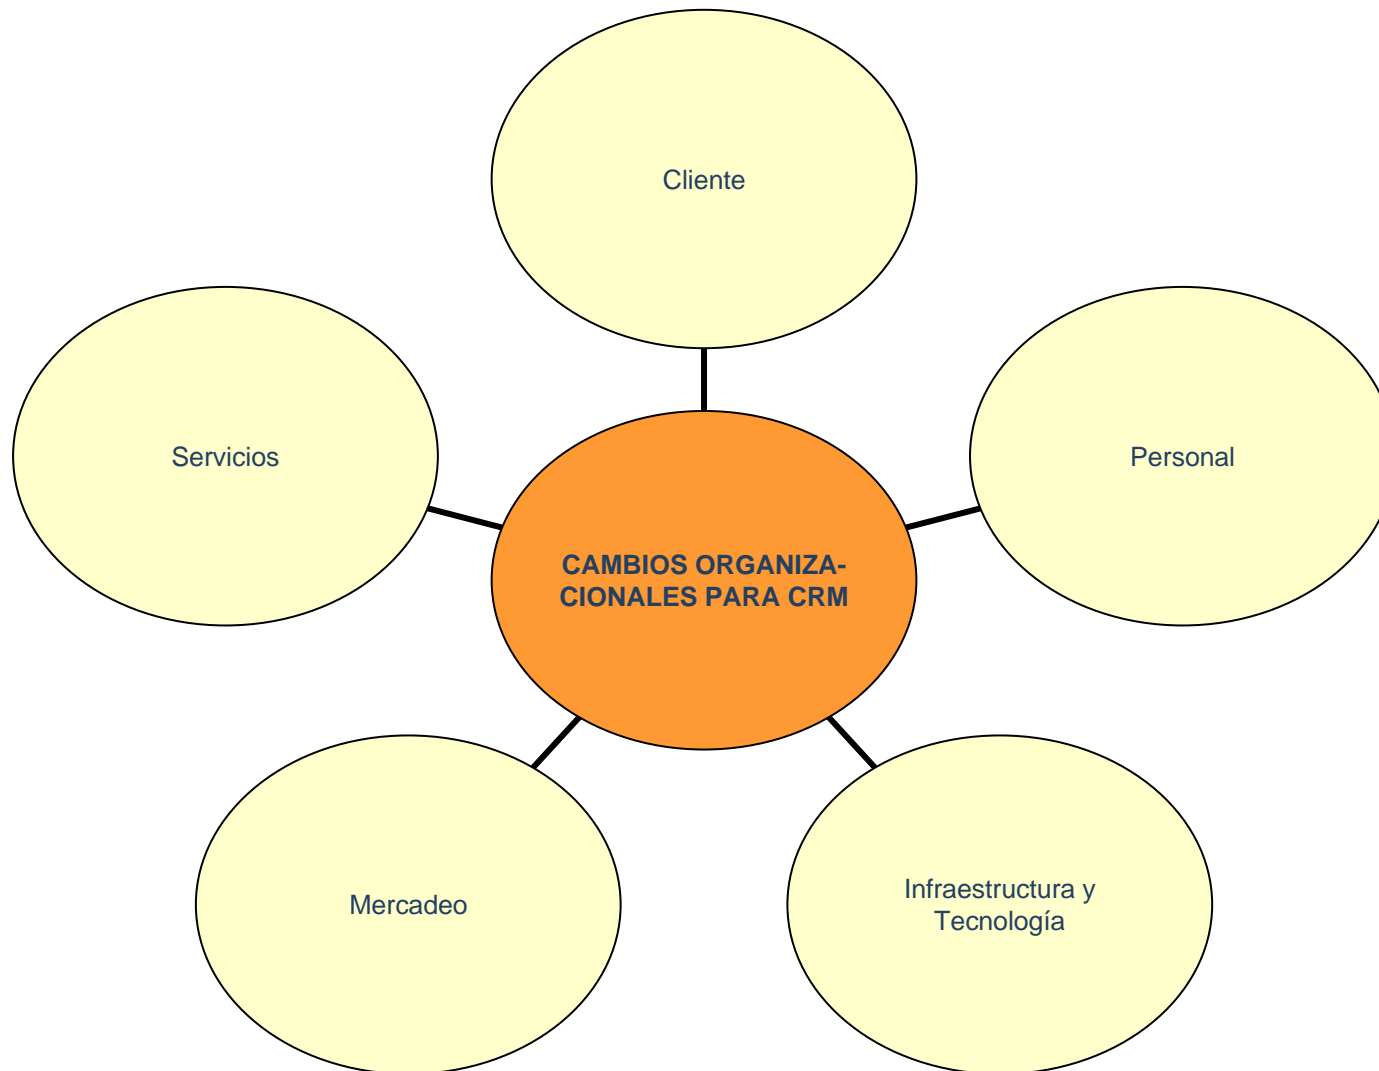 Cliente
Servicios
Personal
CAMBIOS ORGANIZA-
CIONALES PARA CRM
Mercadeo
Infraestructura y
Tecnología